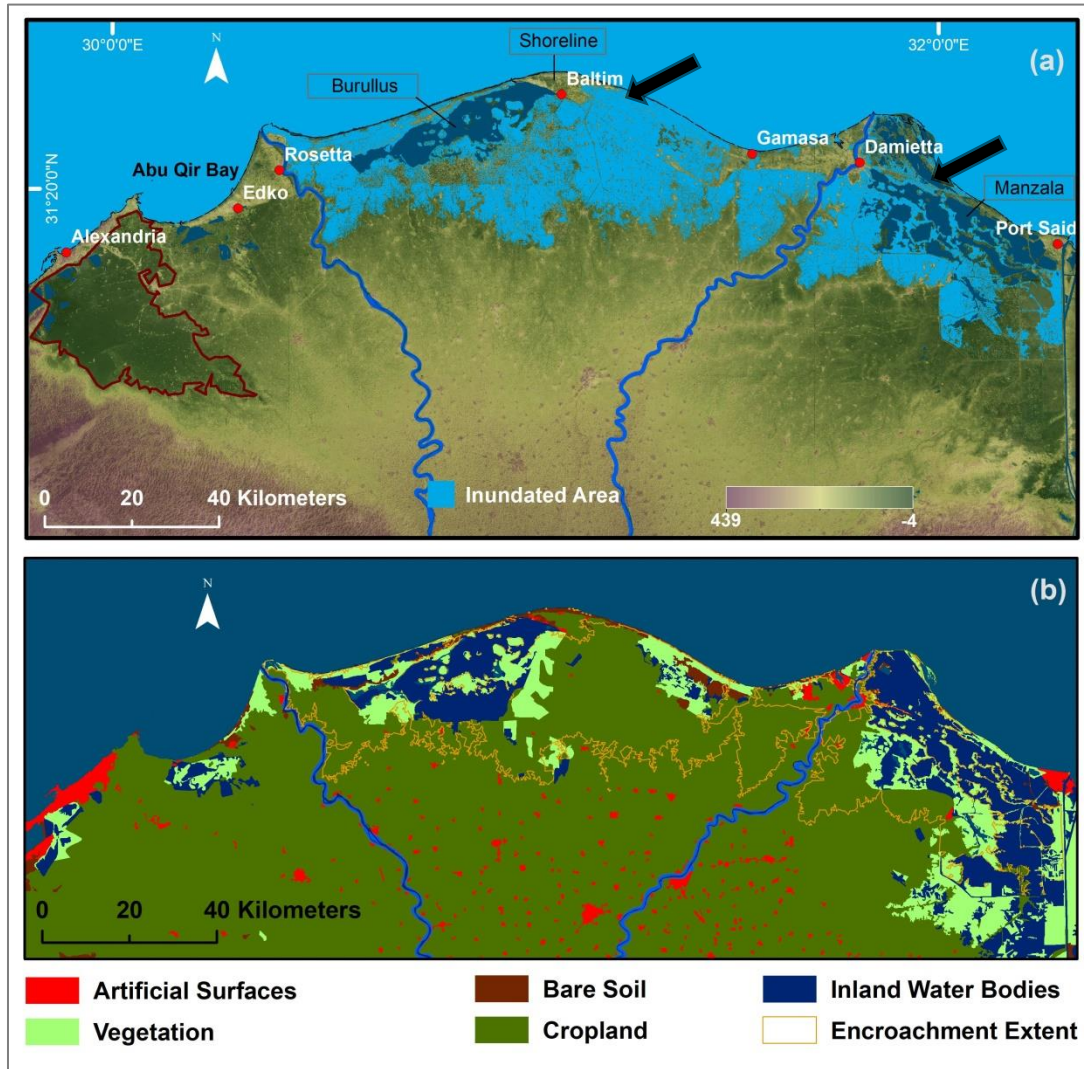 30°0'0"E
N
32°0'0"E
(a)
Shoreline
Burullus
Baltim
Gamasa
Damietta
Abu Qir Bay
Rosetta
31°20'0"N
Edko
Manzala
Alexandria
Port Said
0 20 40 Kilometers
Inundated Area
439 -4
N
(b)
0 20 40 Kilometers
Artificial Surfaces
Bare Soil
Inland Water Bodies
Vegetation
Cropland
Encroachment Extent